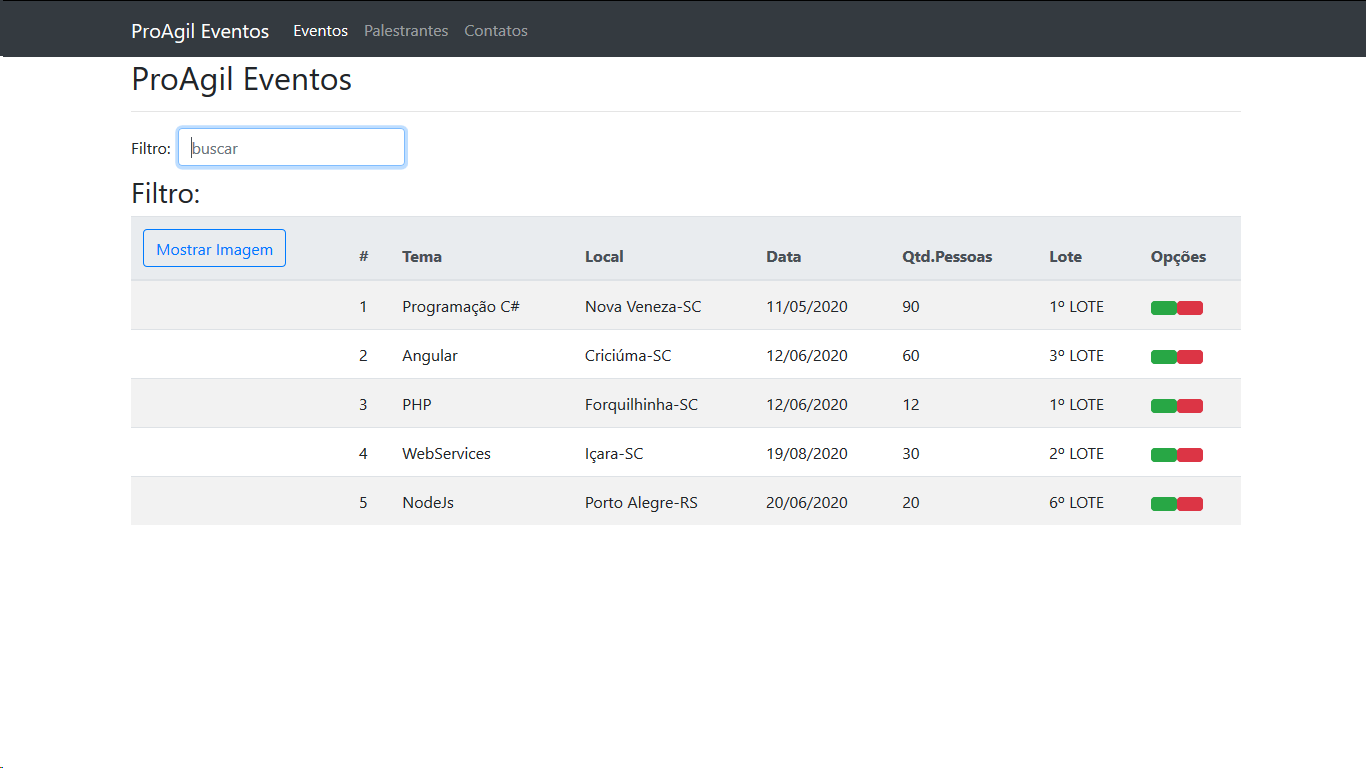 ProAgil Eventos Eventos Palestrantes Contatos
ProAgil Eventos
Filtro: buscar
Filtro:
Mostrar Imagem # Tema Local Data Qtd.Pessoas Lote Opções
1 Programação C# Nova Veneza-SC 11/05/2020 90 1º LOTE
2 Angular Criciúma-SC 12/06/2020 60 3º LOTE
3 PHP Forquilhinha-SC 12/06/2020 12 1º LOTE
4 WebServices Içara-SC 19/08/2020 30 2º LOTE
5 NodeJs Porto Alegre-RS 20/06/2020 20 6º LOTE